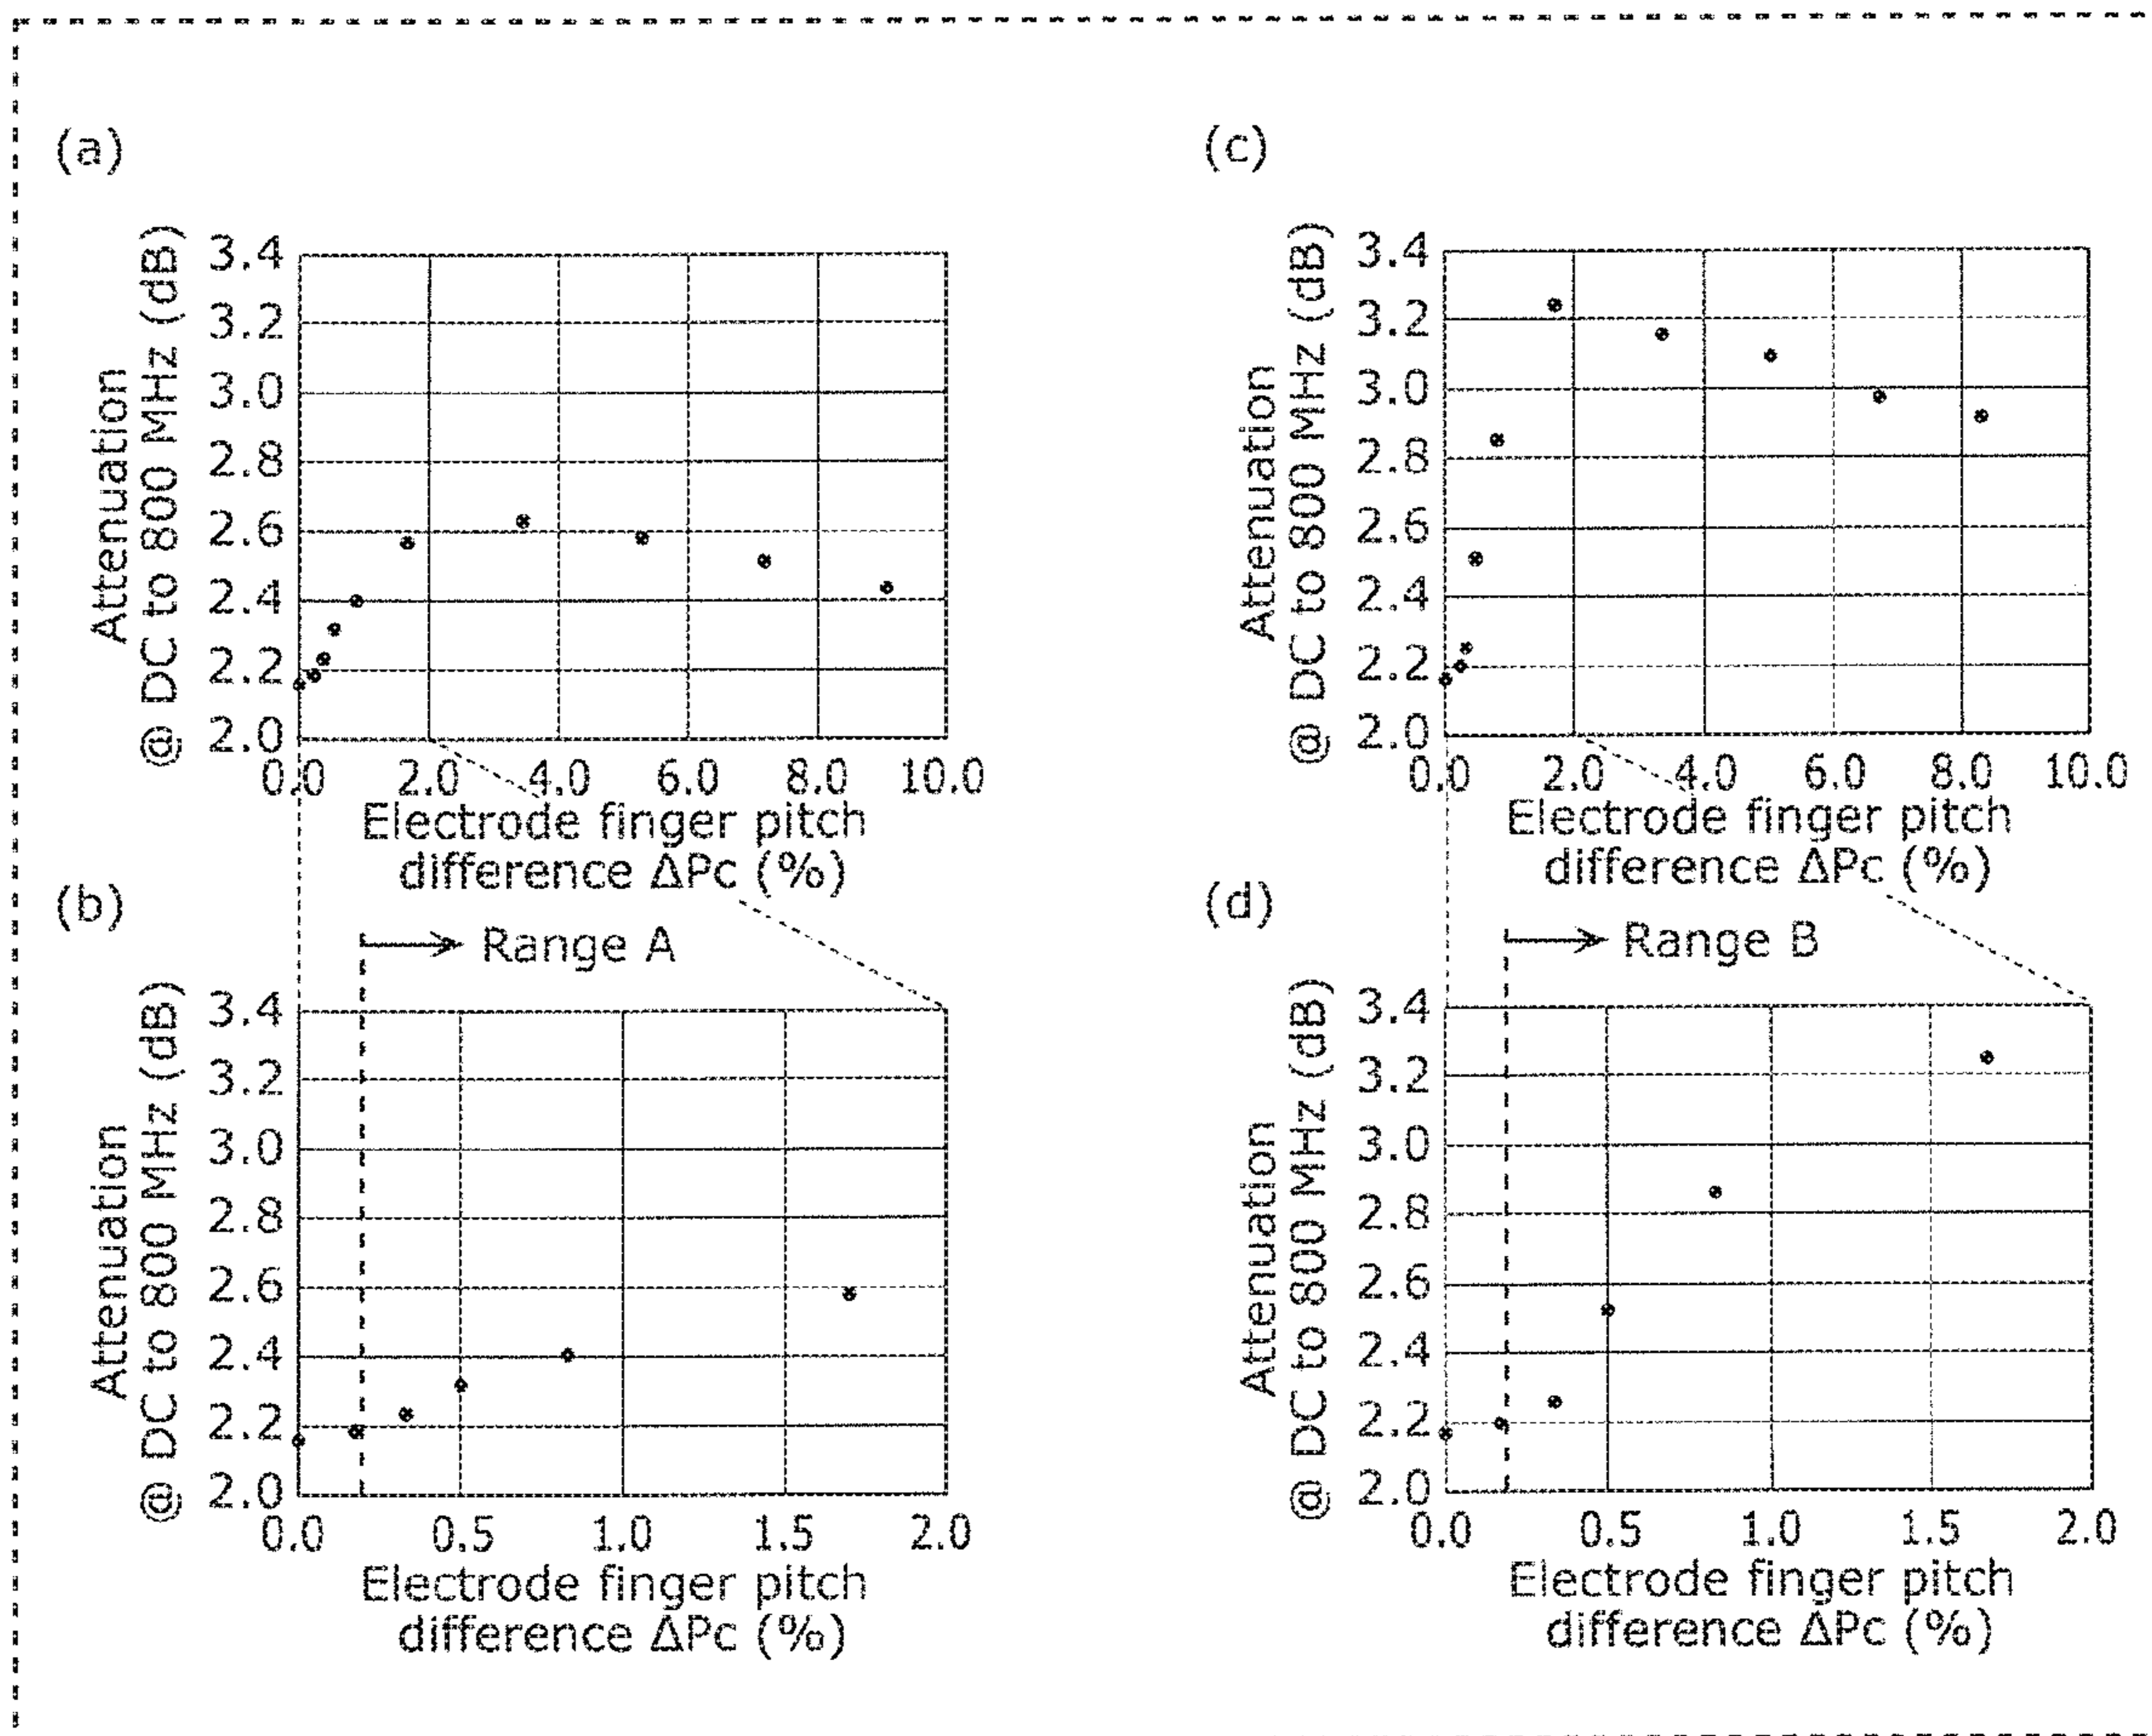 (a)
Attenuation
@ DC to 800 MHz (dB)
3.4
3.2
3.0
2.8
2.6
2.4
2.2
2.0
0.0 2.0 4.0 6.0 8.0 10.0
Electrode finger pitch
difference ΔPc (%)
(b)
Range A
Attenuation
@ DC to 800 MHz (dB)
3.4
3.2
3.0
2.8
2.6
2.4
2.2
2.0
0.0 0.5 1.0 1.5 2.0
Electrode finger pitch
difference ΔPc (%)
(c)
Attenuation
@ DC to 800 MHz (dB)
3.4
3.2
3.0
2.8
2.6
2.4
2.2
2.0
0.0 2.0 4.0 6.0 8.0 10.0
Electrode finger pitch
difference ΔPc (%)
(d)
Range B
Attenuation
@ DC to 800 MHz (dB)
3.4
3.2
3.0
2.8
2.6
2.4
2.2
2.0
0.0 0.5 1.0 1.5 2.0
Electrode finger pitch
difference ΔPc (%)